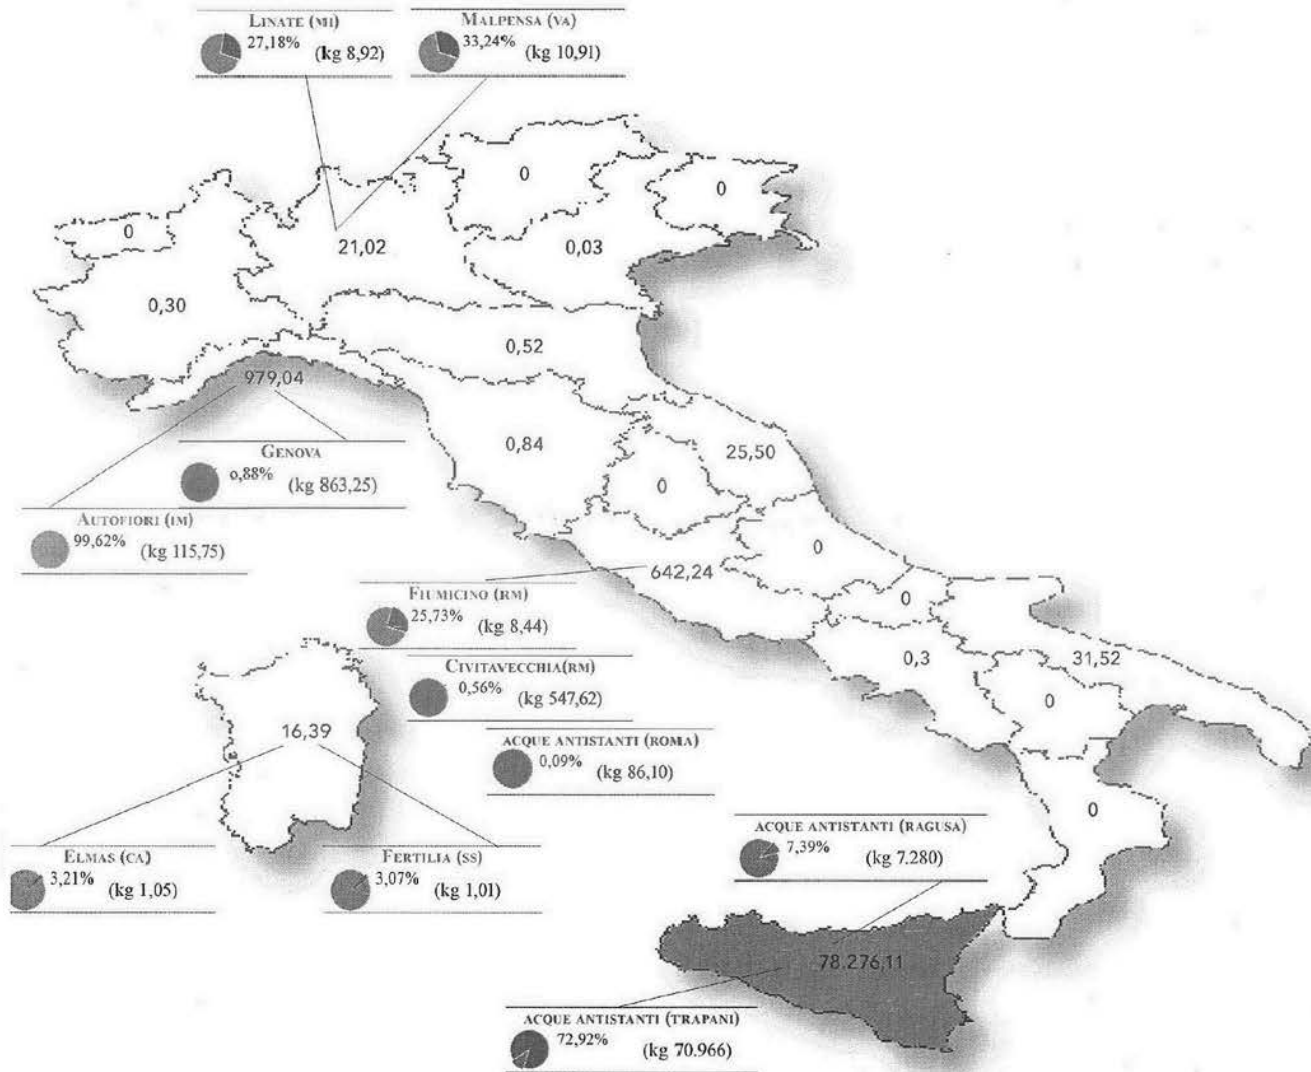 LINATE (MI)
27,18% (kg 8,92)
MALPENSA (VA)
33,24% (kg 10,91)
0
0
0
21,02
0,03
0,30
0,52
979,04
0,84
25,50
GENOVA
0,88% (kg 863,25)
0
AUTOFIORI (IM)
99,62% (kg 115,75)
0
642,24
FIUMICINO (RM)
25,73% (kg 8,44)
0
CIVITAVECCHIA(RM)
0,56% (kg 547,62)
0,3
31,52
0
16,39
ACQUE ANTISTANTI (ROMA)
0,09% (kg 86,10)
0
ELMAS (CA)
3,21% (kg 1,05)
FERTILIA (SS)
3,07% (kg 1,01)
ACQUE ANTISTANTI (RAGUSA)
7,39% (kg 7.280)
78.276,11
ACQUE ANTISTANTI (TRAPANI)
72,92% (kg 70.966)